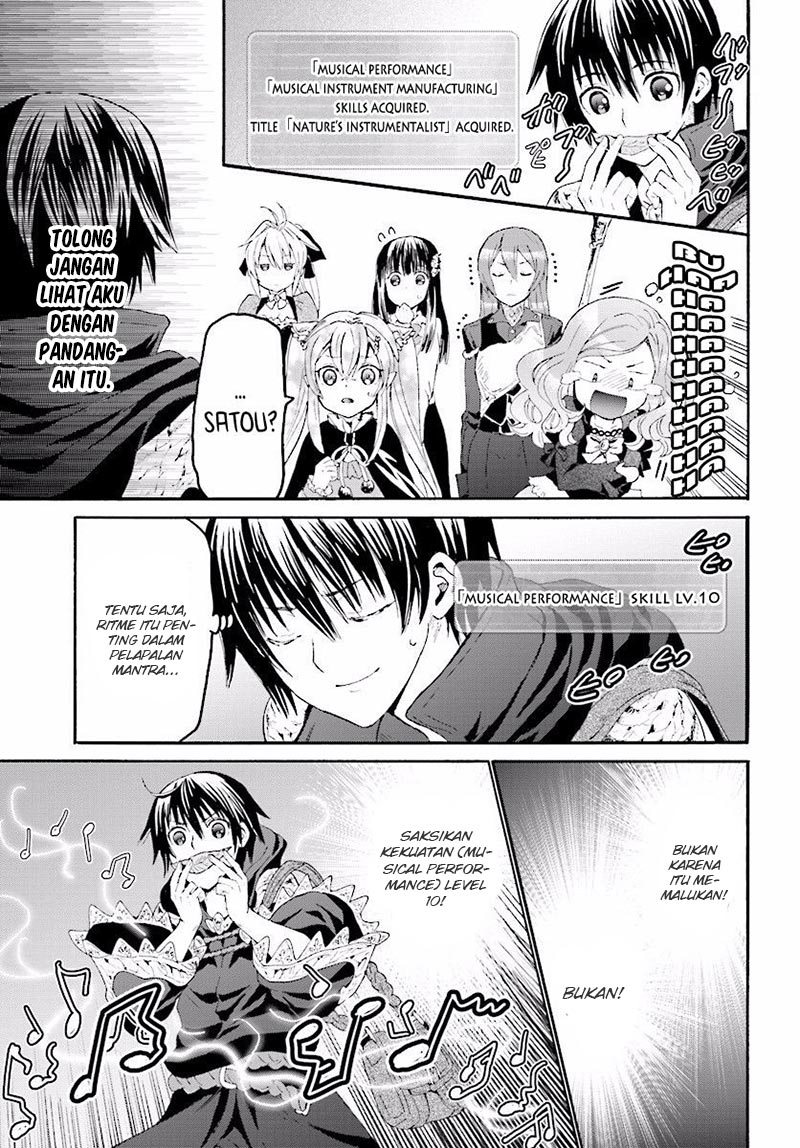 「MUSICAL PERFORMANCE」
「MUSICAL INSTRUMENT MANUFACTURING」
SKILLS ACQUIRED.
TITLE「NATURE'S INSTRUMENTALIST」ACQUIRED.
TOLONG
JANGAN
LIHAT AKU
DENGAN
PANDANG-
AN ITU.
...
SATOU?
「MUSICAL PERFORMANCE」 SKILL LV.10
TENTU SAJA,
RITME ITU PEN-
TING DALAM
PELAPALAN
MANTRA...
BUKAN
KARENA
ITU ME-
MALUKAN!
BUKAN!
SAKSIKAN
KEKUATAN (MU-
SICAL PERFOR-
MANCE) LEVEL
10!